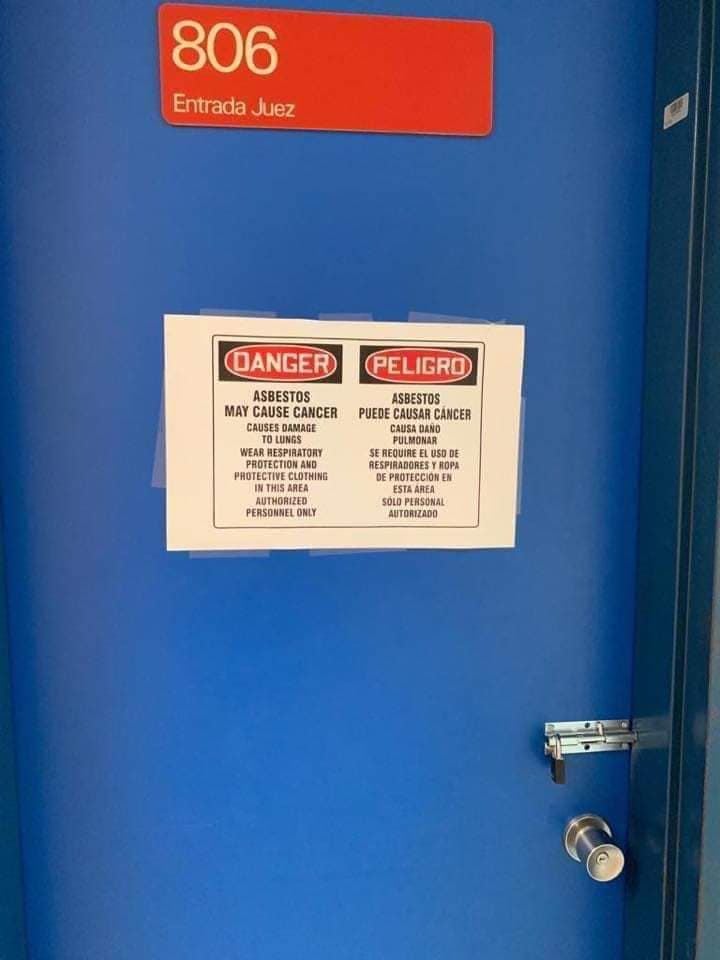 806
Entrada Juez
DANGER
ASBESTOS
MAY CAUSE CANCER
CAUSES DAMAGE
TO LUNGS
WEAR RESPIRATORY
PROTECTION AND
PROTECTIVE CLOTHING
IN THIS AREA
AUTHORIZED
PERSONNEL ONLY
PELIGRO
ASBESTOS
PUEDE CAUSAR CÁNCER
CAUSA DAÑO
PULMONAR
SE REQUIRE EL USO DE
RESPIRADORES Y ROPA
DE PROTECCIÓN EN
ESTA ÁREA
SÓLO PERSONAL
AUTORIZADO